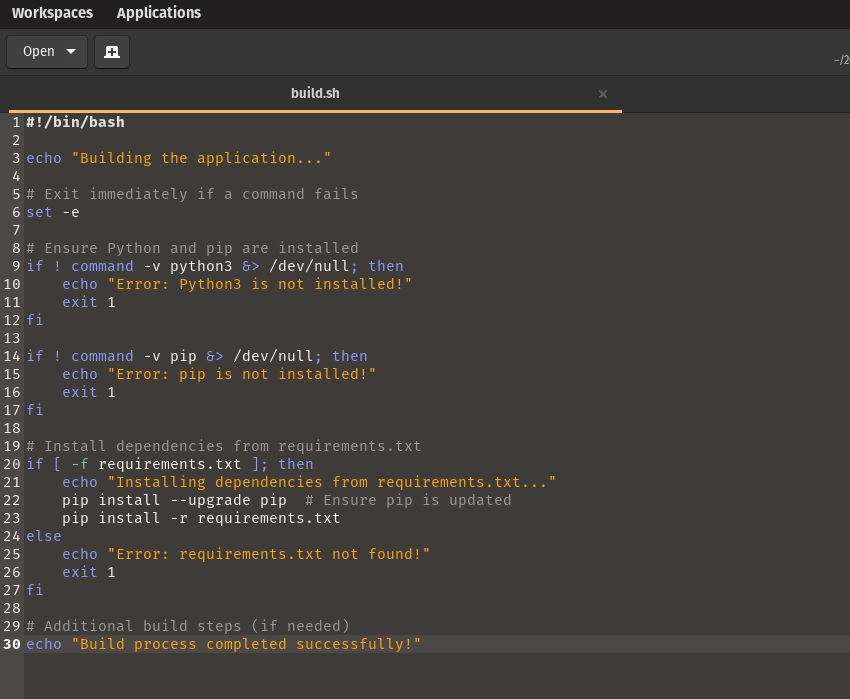 Workspaces Applications
Open
~/2
build.sh ×
1 #!/bin/bash
2
3 echo "Building the application..."
4
5 # Exit immediately if a command fails
6 set -e
7
8 # Ensure Python and pip are installed
9 if ! command -v python3 &> /dev/null; then
10     echo "Error: Python3 is not installed!"
11     exit 1
12 fi
13
14 if ! command -v pip &> /dev/null; then
15     echo "Error: pip is not installed!"
16     exit 1
17 fi
18
19 # Install dependencies from requirements.txt
20 if [ -f requirements.txt ]; then
21     echo "Installing dependencies from requirements.txt..."
22     pip install --upgrade pip  # Ensure pip is updated
23     pip install -r requirements.txt
24 else
25     echo "Error: requirements.txt not found!"
26     exit 1
27 fi
28
29 # Additional build steps (if needed)
30 echo "Build process completed successfully!"